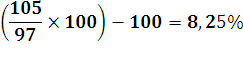 (105/97 × 100) − 100 = 8,25%